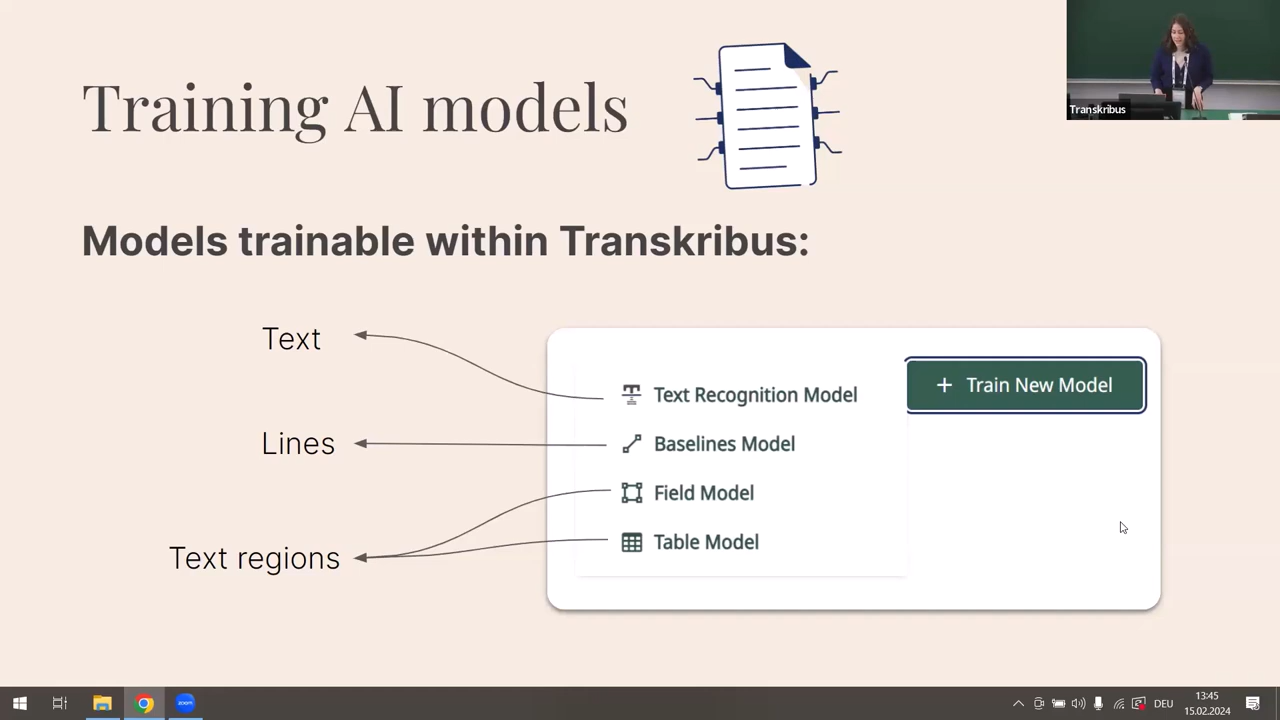 Training AI models
Transkribus
Models trainable within Transkribus:
Text
Lines
Text regions
Text Recognition Model
Baselines Model
Field Model
Table Model
+ Train New Model
zoom
DEU
13:45
15.02.2024